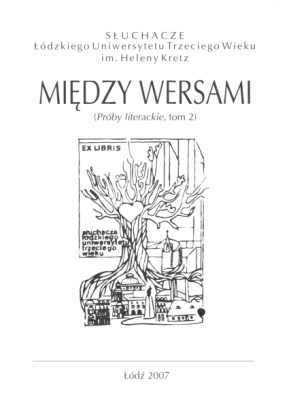 SŁUCHACZE
Łódzkiego Uniwersytetu Trzeciego Wieku
im. Heleny Kretz
MIĘDZY WERSAMI
(Próby literackie, tom 2)
EX LIBRIS
słuchacza
łódzkiego
uniwersytetu
trzeciego
wieku
Łódź 2007